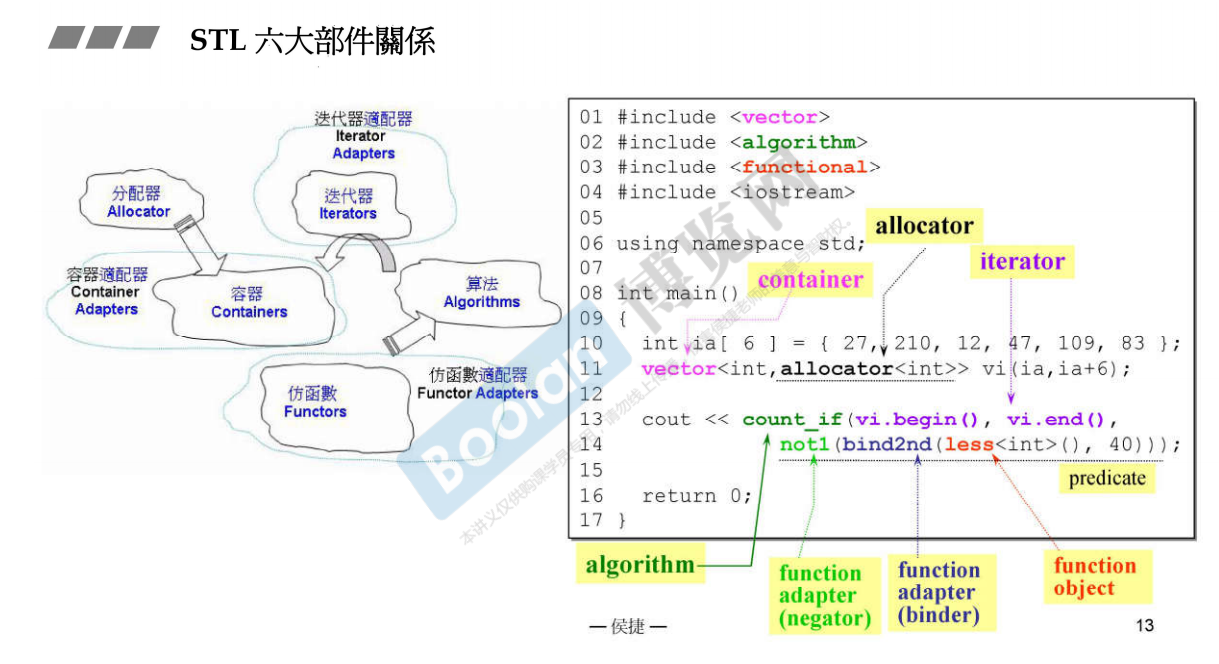 STL 六大部件關係
迭代器適配器
Iterator
Adapters
分配器
Allocator
迭代器
Iterators
容器適配器
Container
Adapters
容器
Containers
算法
Algorithms
仿函數
Functors
仿函數適配器
Functor Adapters
01 #include <vector>
02 #include <algorithm>
03 #include <functional>
04 #include <iostream>
05
06 using namespace std;
07
08 int main()
09 {
10 int ia[ 6 ] = { 27, 210, 12, 47, 109, 83 };
11 vector<int,allocator<int>> vi(ia,ia+6);
12
13 cout << count_if(vi.begin(), vi.end(),
14 not1(bind2nd(less<int>(), 40)));
15
16 return 0;
17 }
allocator
iterator
container
predicate
algorithm
function
adapter
(negator)
function
adapter
(binder)
function
object
Boolan
博览网
— 侯捷 —
13